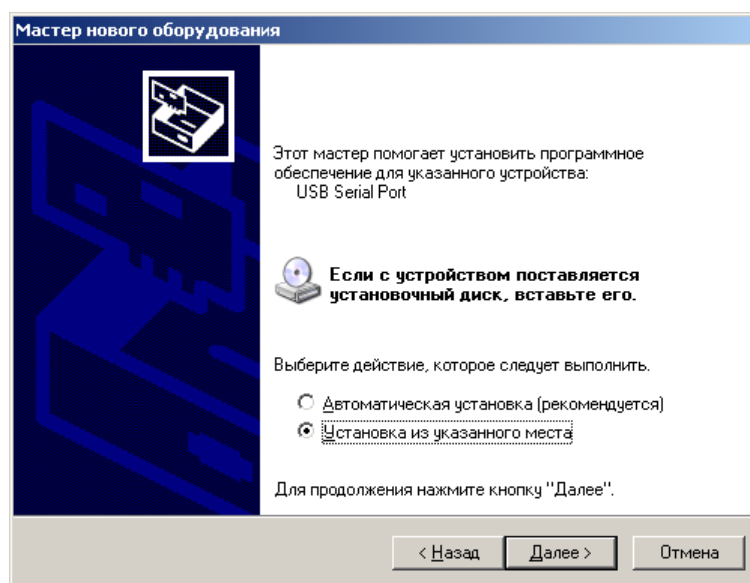 Мастер нового оборудования
Этот мастер помогает установить программное
обеспечение для указанного устройства:
USB Serial Port
Если с устройством поставляется
установочный диск, вставьте его.
Выберите действие, которое следует выполнить.
Автоматическая установка (рекомендуется)
Установка из указанного места
Для продолжения нажмите кнопку "Далее".
< Назад Далее > Отмена